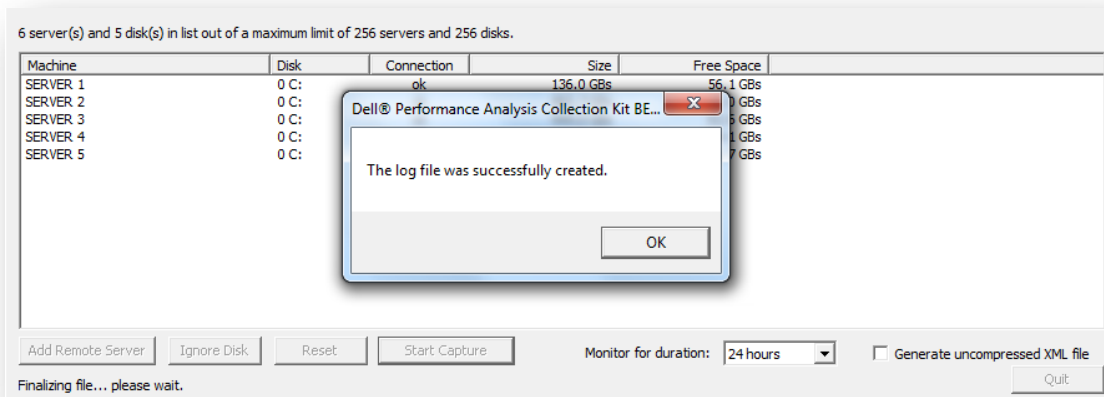 6 server(s) and 5 disk(s) in list out of a maximum limit of 256 servers and 256 disks.
Machine Disk Connection Size Free Space
SERVER 1 0 C: ok 136.0 GBs 56.1 GBs
SERVER 2 0 C: GBs
SERVER 3 0 C: GBs
SERVER 4 0 C: GBs
SERVER 5 0 C: GBs
Dell® Performance Analysis Collection Kit BE...
The log file was successfully created.
OK
Add Remote Server Ignore Disk Reset Start Capture Monitor for duration: 24 hours Generate uncompressed XML file
Finalizing file... please wait. Quit